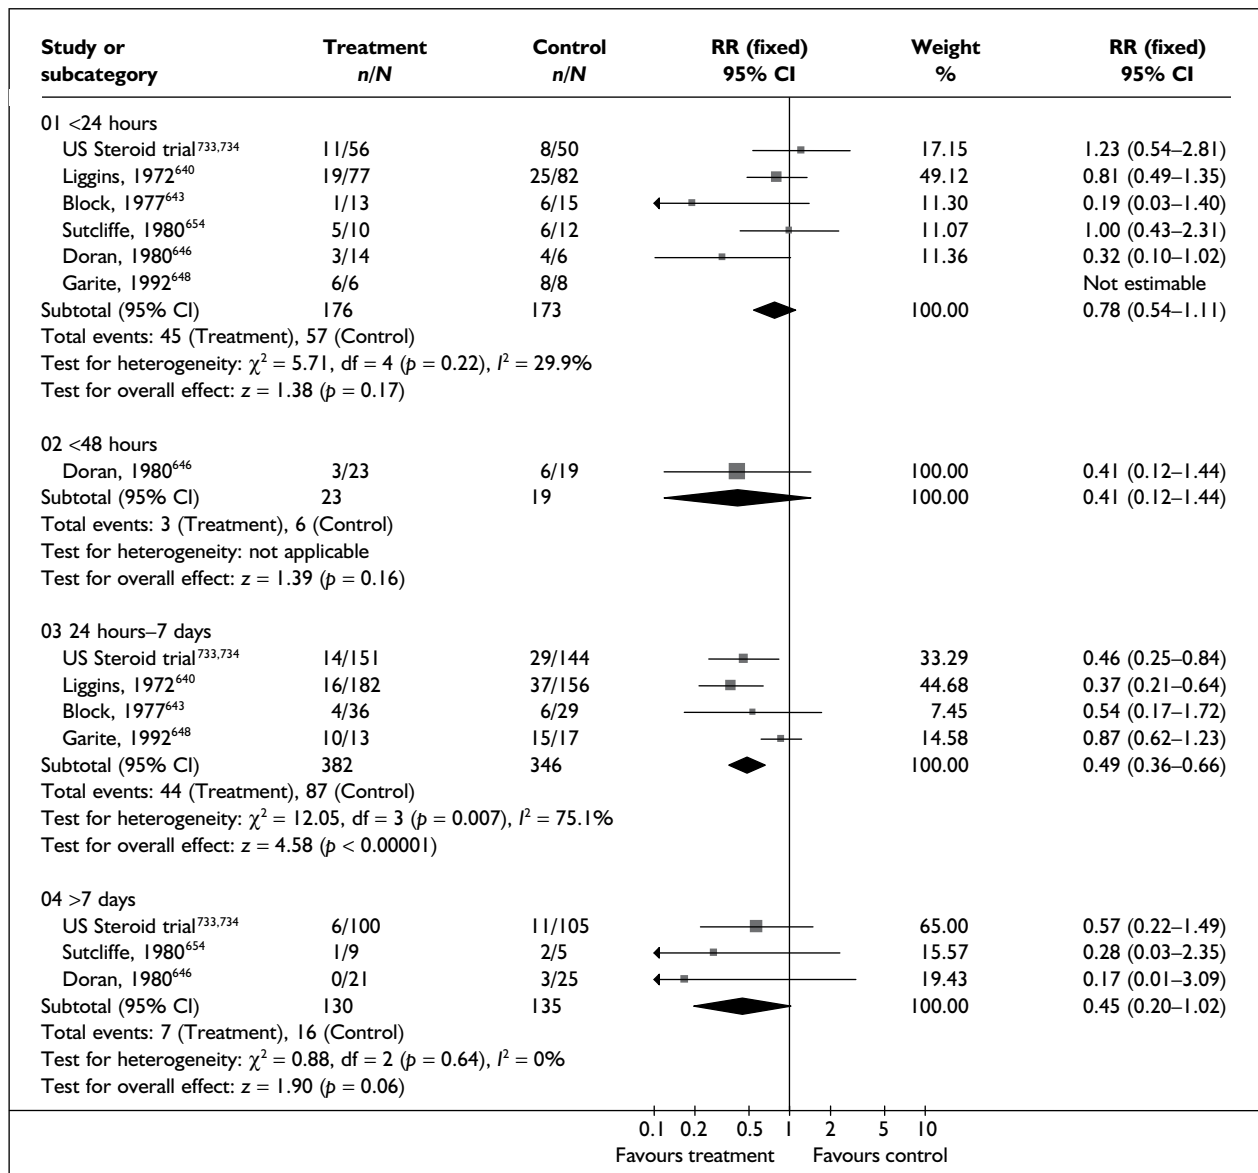 Study or Treatment Control RR (fixed) Weight RR (fixed)
subcategory n/N n/N 95% CI % 95% CI
01 <24 hours
US Steroid trial733,734 11/56 8/50 17.15 1.23 (0.54–2.81)
Liggins, 1972640 19/77 25/82 49.12 0.81 (0.49–1.35)
Block, 1977643 1/13 6/15 11.30 0.19 (0.03–1.40)
Sutcliffe, 1980654 5/10 6/12 11.07 1.00 (0.43–2.31)
Doran, 1980646 3/14 4/6 11.36 0.32 (0.10–1.02)
Garite, 1992648 6/6 8/8 Not estimable
Subtotal (95% CI) 176 173 100.00 0.78 (0.54–1.11)
Total events: 45 (Treatment), 57 (Control)
Test for heterogeneity: χ2 = 5.71, df = 4 (p = 0.22), I2 = 29.9%
Test for overall effect: z = 1.38 (p = 0.17)
02 <48 hours
Doran, 1980646 3/23 6/19 100.00 0.41 (0.12–1.44)
Subtotal (95% CI) 23 19 100.00 0.41 (0.12–1.44)
Total events: 3 (Treatment), 6 (Control)
Test for heterogeneity: not applicable
Test for overall effect: z = 1.39 (p = 0.16)
03 24 hours–7 days
US Steroid trial733,734 14/151 29/144 33.29 0.46 (0.25–0.84)
Liggins, 1972640 16/182 37/156 44.68 0.37 (0.21–0.64)
Block, 1977643 4/36 6/29 7.45 0.54 (0.17–1.72)
Garite, 1992648 10/13 15/17 14.58 0.87 (0.62–1.23)
Subtotal (95% CI) 382 346 100.00 0.49 (0.36–0.66)
Total events: 44 (Treatment), 87 (Control)
Test for heterogeneity: χ2 = 12.05, df = 3 (p = 0.007), I2 = 75.1%
Test for overall effect: z = 4.58 (p < 0.00001)
04 >7 days
US Steroid trial733,734 6/100 11/105 65.00 0.57 (0.22–1.49)
Sutcliffe, 1980654 1/9 2/5 15.57 0.28 (0.03–2.35)
Doran, 1980646 0/21 3/25 19.43 0.17 (0.01–3.09)
Subtotal (95% CI) 130 135 100.00 0.45 (0.20–1.02)
Total events: 7 (Treatment), 16 (Control)
Test for heterogeneity: χ2 = 0.88, df = 2 (p = 0.64), I2 = 0%
Test for overall effect: z = 1.90 (p = 0.06)
0.1 0.2 0.5 1 2 5 10
Favours treatment Favours control